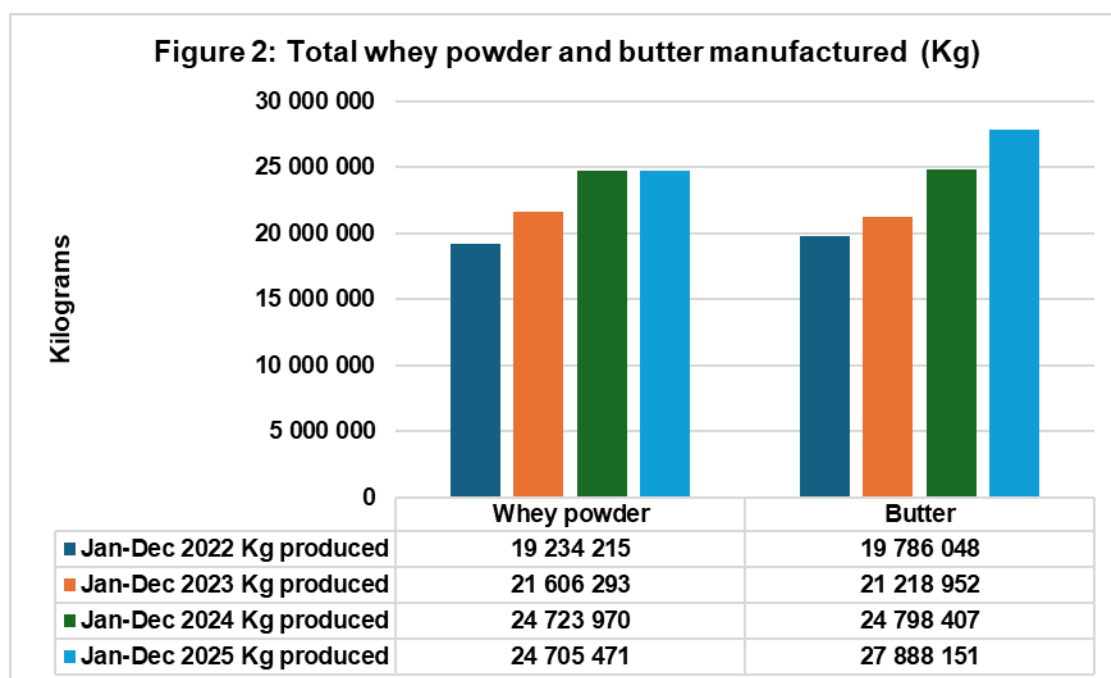 Figure 2: Total whey powder and butter manufactured (Kg)
Kilograms
30 000 000
25 000 000
20 000 000
15 000 000
10 000 000
5 000 000
0
Whey powder Butter
Jan-Dec 2022 Kg produced 19 234 215 19 786 048
Jan-Dec 2023 Kg produced 21 606 293 21 218 952
Jan-Dec 2024 Kg produced 24 723 970 24 798 407
Jan-Dec 2025 Kg produced 24 705 471 27 888 151